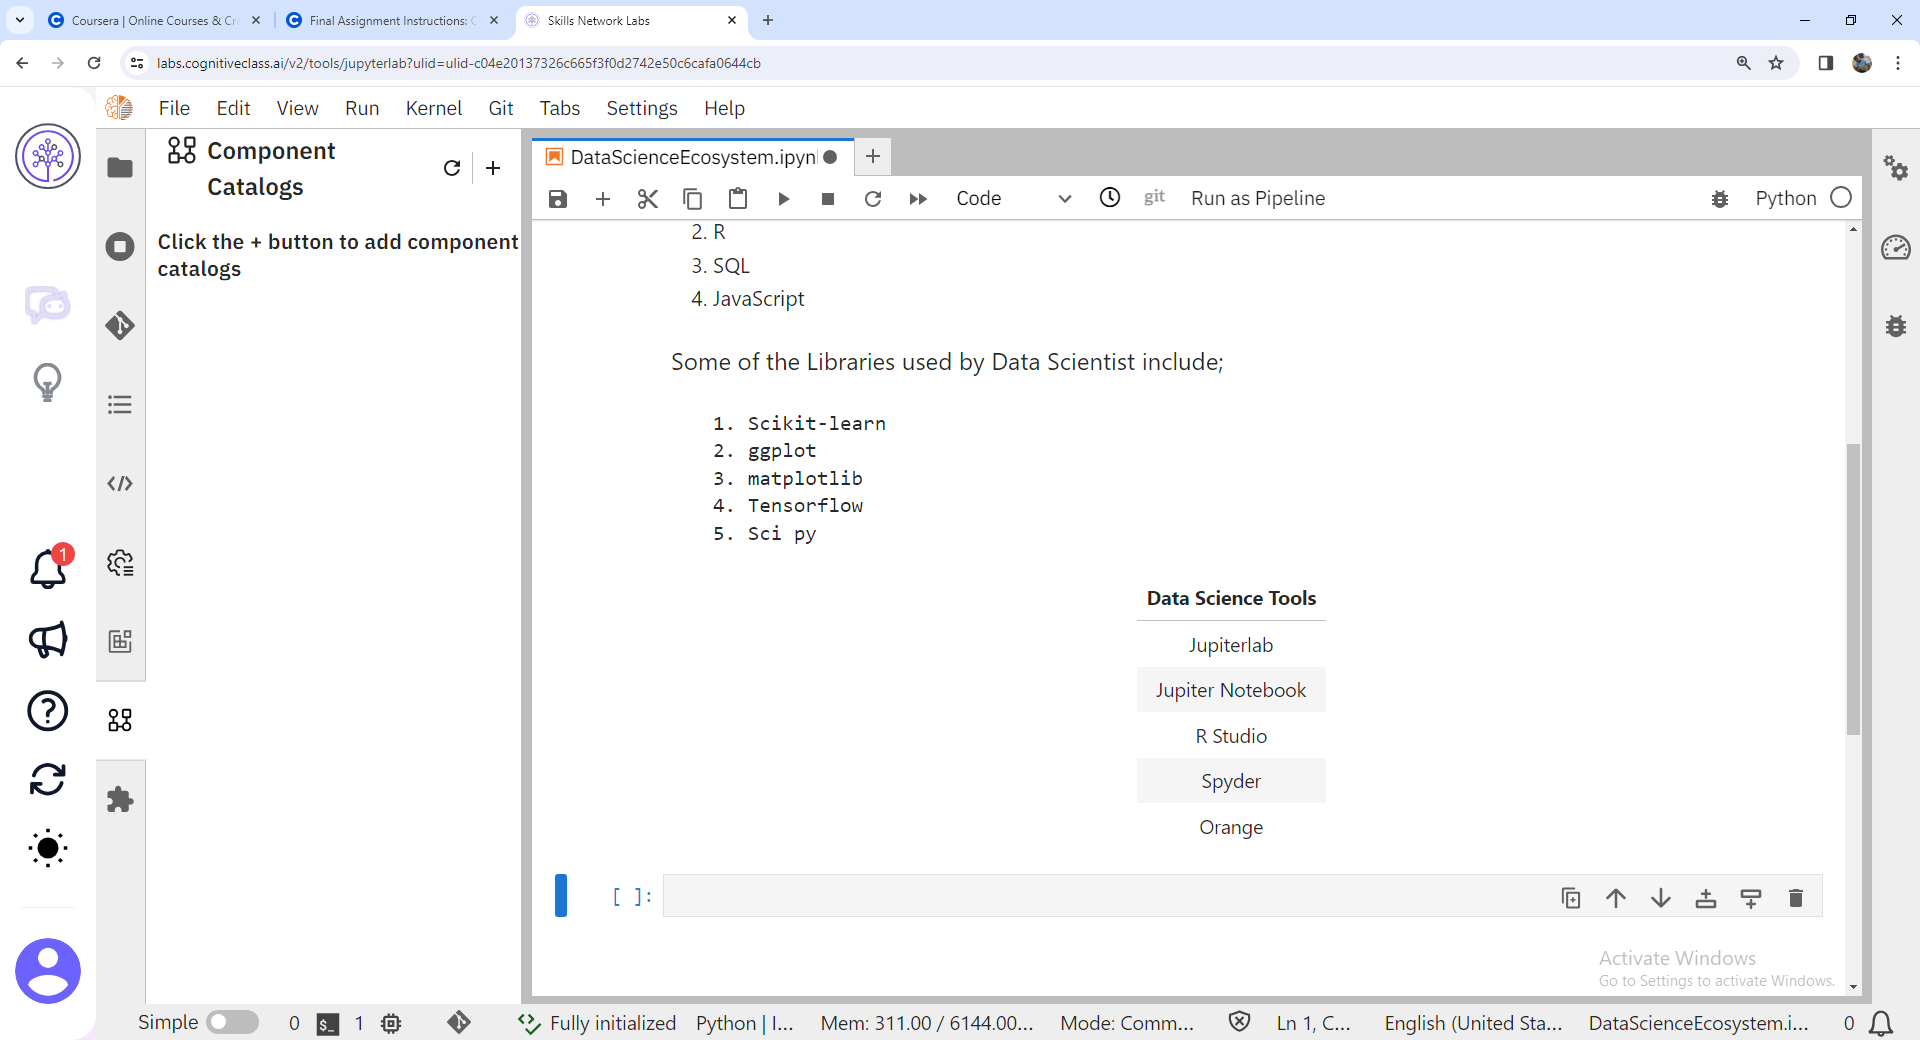 Coursera | Online Courses & Cr
Final Assignment Instructions: C
Skills Network Labs
labs.cognitiveclass.ai/v2/tools/jupyterlab?ulid=ulid-c04e20137326c665f3f0d2742e50c6cafa0644cb
File Edit View Run Kernel Git Tabs Settings Help
Component
Catalogs
Click the + button to add component
catalogs
1
DataScienceEcosystem.ipyn
Code
git
Run as Pipeline
Python
2. R
3. SQL
4. JavaScript
Some of the Libraries used by Data Scientist include;
1. Scikit-learn
2. ggplot
3. matplotlib
4. Tensorflow
5. Sci py
Data Science Tools
Jupiterlab
Jupiter Notebook
R Studio
Spyder
Orange
[ ]:
Activate Windows
Go to Settings to activate Windows.
Simple 0 $_ 1 Fully initialized Python | I... Mem: 311.00 / 6144.00... Mode: Comm... Ln 1, C... English (United Sta... DataScienceEcosystem.i... 0